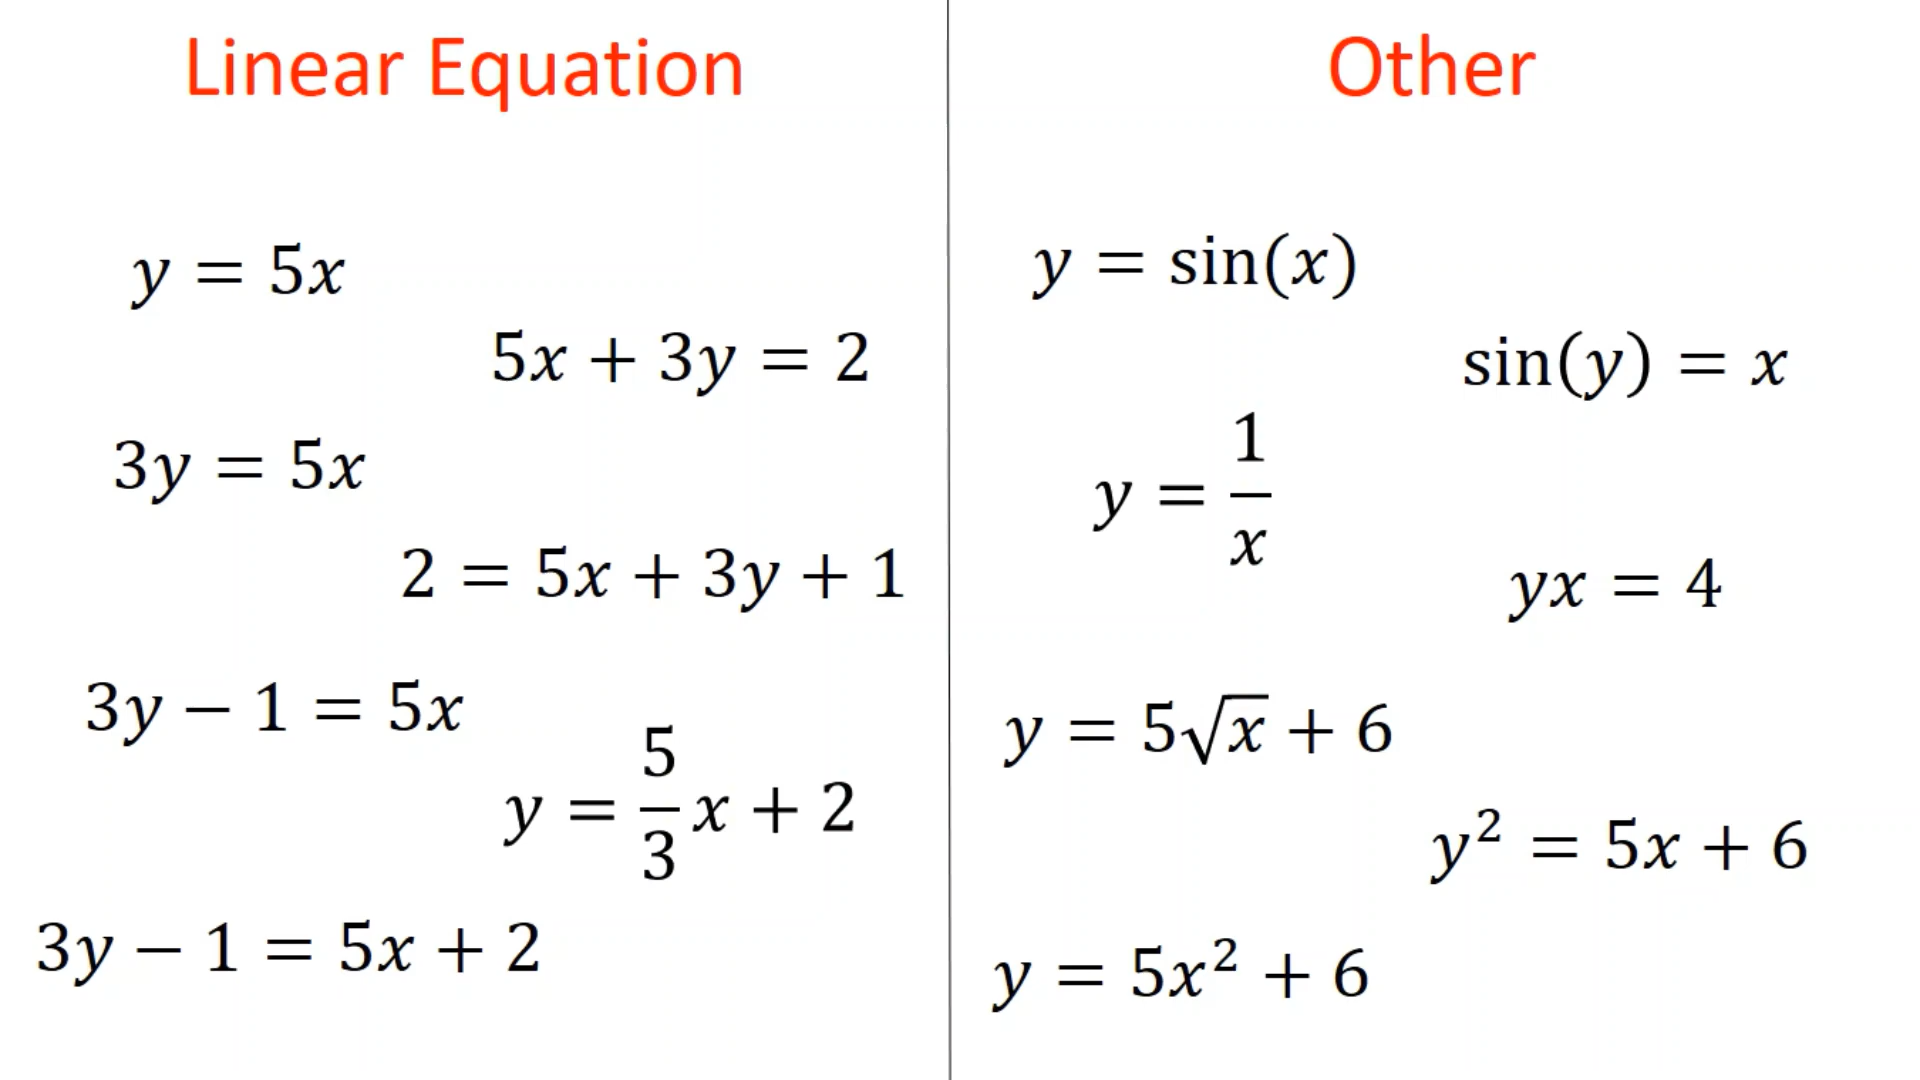 Linear Equation
y = 5x
5x + 3y = 2
3y = 5x
2 = 5x + 3y + 1
3y − 1 = 5x
y = 5/3 x + 2
3y − 1 = 5x + 2
Other
y = sin(x)
sin(y) = x
y = 1/x
yx = 4
y = 5√x + 6
y² = 5x + 6
y = 5x² + 6